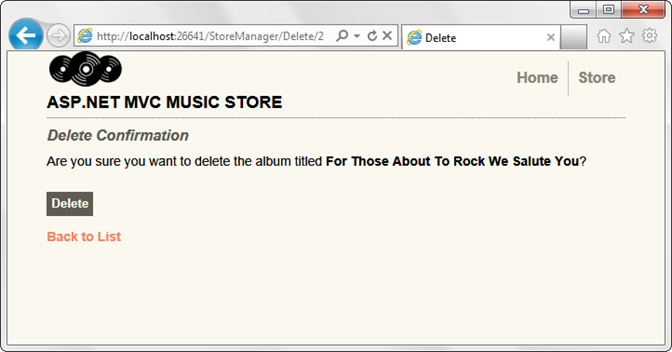 http://localhost:26641/StoreManager/Delete/2
Delete
Home
Store
ASP.NET MVC MUSIC STORE
Delete Confirmation
Are you sure you want to delete the album titled For Those About To Rock We Salute You?
Delete
Back to List